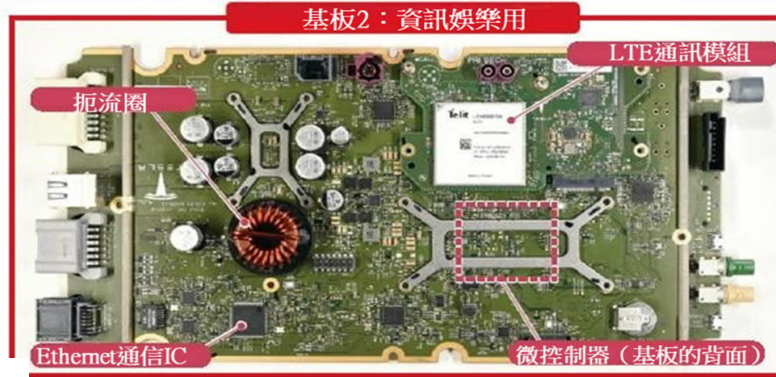 基板2：資訊娛樂用
LTE通訊模組
扼流圈
Telit
TESLA
Ethernet通信IC
微控制器（基板的背面）